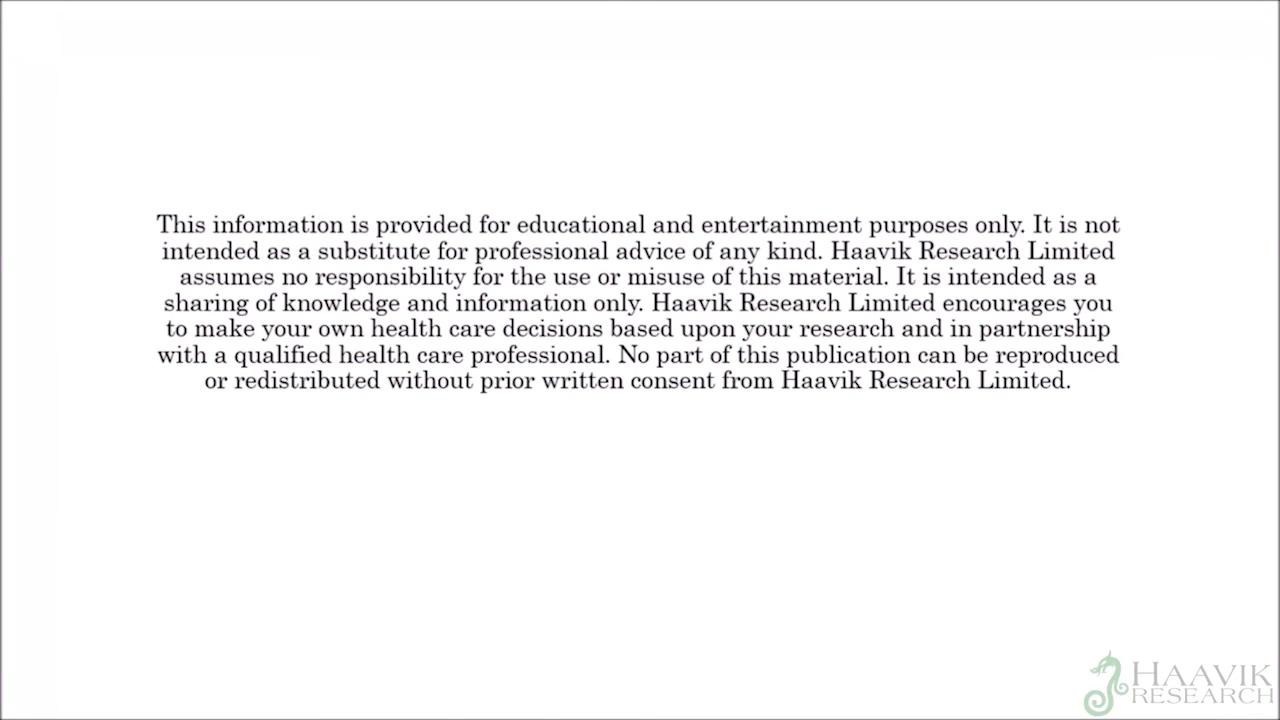 This information is provided for educational and entertainment purposes only. It is not
intended as a substitute for professional advice of any kind. Haavik Research Limited
assumes no responsibility for the use or misuse of this material. It is intended as a
sharing of knowledge and information only. Haavik Research Limited encourages you
to make your own health care decisions based upon your research and in partnership
with a qualified health care professional. No part of this publication can be reproduced
or redistributed without prior written consent from Haavik Research Limited.
HAAVIK
RESEARCH